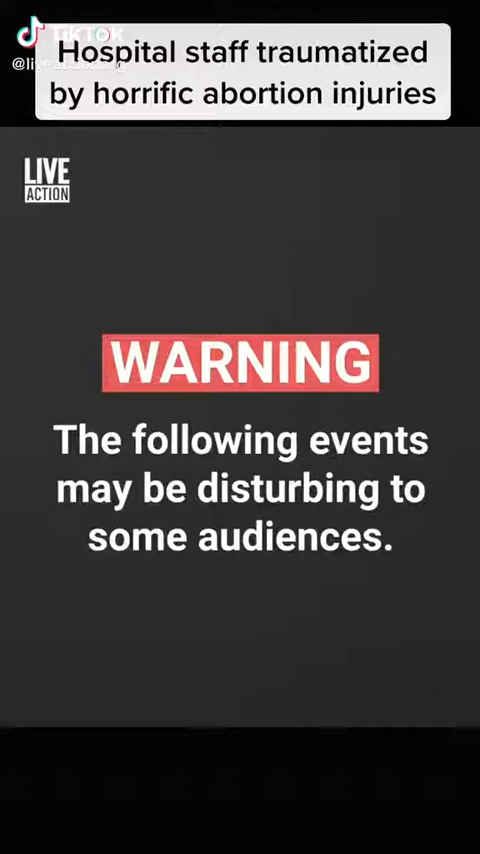 TikTok
Hospital staff traumatized
by horrific abortion injuries
LIVE
ACTION
WARNING
The following events
may be disturbing to
some audiences.